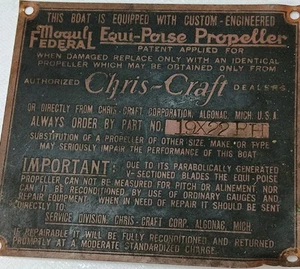 THIS BOAT IS EQUIPPED WITH CUSTOM-ENGINEERED
Federal Mogul Equi-Poise Propeller
PATENT APPLIED FOR
WHEN DAMAGED REPLACE ONLY WITH AN IDENTICAL
PROPELLER WHICH MAY BE OBTAINED ONLY FROM
AUTHORIZED Chris-Craft DEALERS,
OR DIRECTLY FROM CHRIS-CRAFT CORPORATION, ALGONAC, MICH. U.S.A.
ALWAYS ORDER BY PART NO.
SUBSTITUTION OF A PROPELLER OF OTHER SIZE, MAKE OR TYPE
MAY SERIOUSLY IMPAIR THE PERFORMANCE OF THIS BOAT
IMPORTANT: DUE TO ITS PARABOLICALLY GENERATED
V-SECTIONED BLADES THE EQUI-POISE
PROPELLER CAN NOT BE MEASURED FOR PITCH OR ALINEMENT, NOR
CAN IT BE RECONDITIONED BY USE OF ORDINARY GAUGES AND
REPAIR EQUIPMENT. WHEN IN NEED OF REPAIR IT SHOULD BE SENT
DIRECTLY TO:
SERVICE DIVISION, CHRIS-CRAFT CORP. ALGONAC, MICH.
IF REPAIRABLE IT WILL BE FULLY RECONDITIONED AND RETURNED
PROMPTLY AT A MODERATE STANDARDIZED CHARGE.